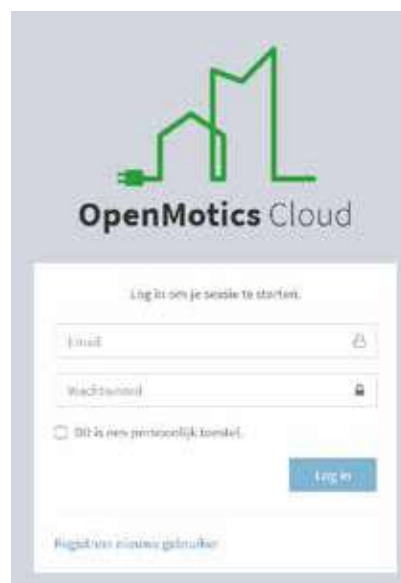 OpenMotics Cloud
Log in om je sessie te starten.
Email
Wachtwoord
Dit is een persoonlijk toestel.
Log in
Registreer nieuwe gebruiker